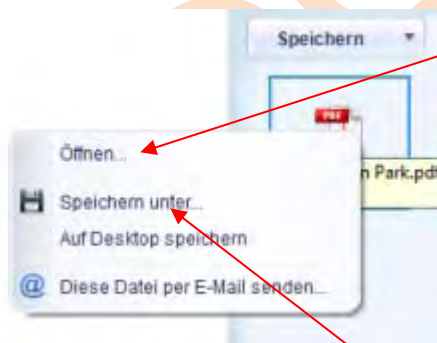 Speichern
PDF
n Park.pdf
Öffnen...
Speichern unter...
Auf Desktop speichern
@ Diese Datei per E-Mail senden...